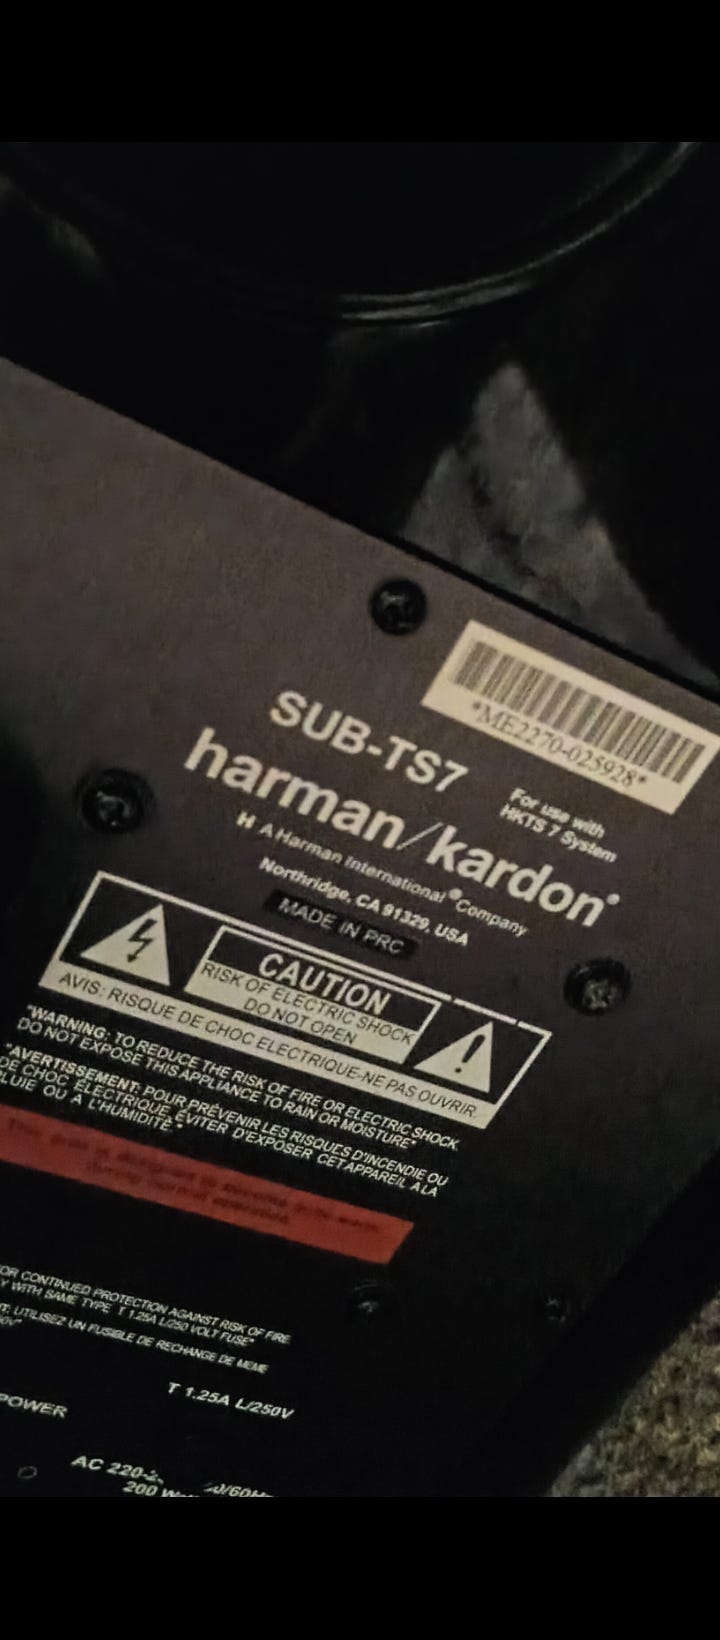 *ME2270-025928*
SUB-TS7
For use with
HKTS 7 System
harman/kardon®
H A Harman International® Company
Northridge, CA 91329, USA
MADE IN PRC
CAUTION
RISK OF ELECTRIC SHOCK
DO NOT OPEN
AVIS: RISQUE DE CHOC ELECTRIQUE-NE PAS OUVRIR.
"WARNING: TO REDUCE THE RISK OF FIRE OR ELECTRIC SHOCK,
DO NOT EXPOSE THIS APPLIANCE TO RAIN OR MOISTURE"
"AVERTISSEMENT: POUR PRÉVENIR LES RISQUES D'INCENDIE OU
DE CHOC ÉLECTRIQUE, ÉVITER D'EXPOSER CET APPAREIL A LA
PLUIE OU A L'HUMIDITÉ."
OR CONTINUED PROTECTION AGAINST RISK OF FIRE
WITH SAME TYPE T 1.25A L/250 VOLT FUSE"
UTILISEZ UN FUSIBLE DE RECHANGE DE MEME
T 1.25A L/250V
POWER
AC 220-2
200